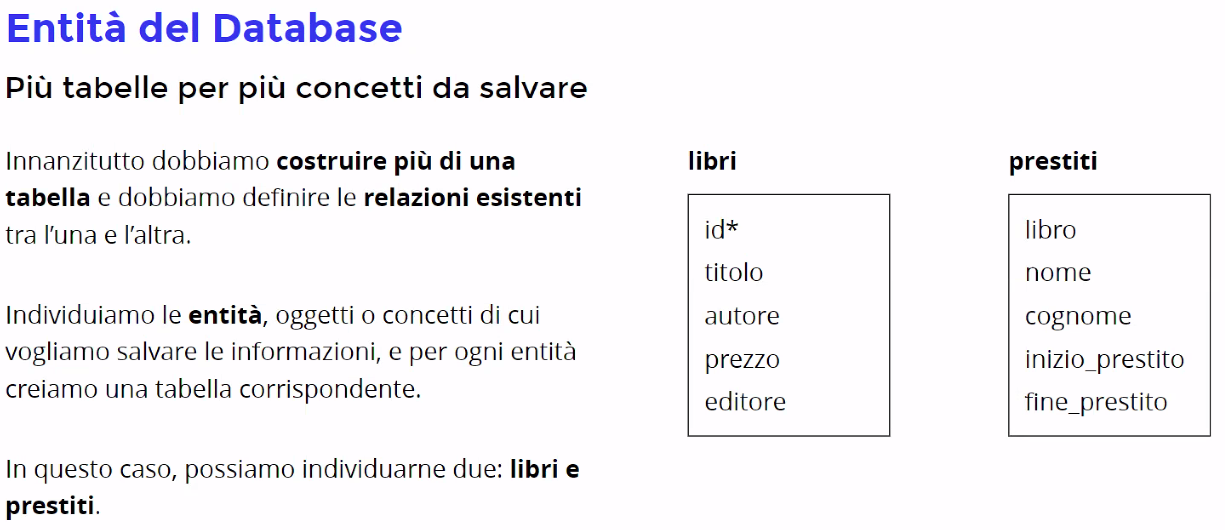 Entità del Database
Più tabelle per più concetti da salvare
Innanzitutto dobbiamo costruire più di una
tabella e dobbiamo definire le relazioni esistenti
tra l’una e l’altra.
Individuiamo le entità, oggetti o concetti di cui
vogliamo salvare le informazioni, e per ogni entità
creiamo una tabella corrispondente.
In questo caso, possiamo individuarne due: libri e
prestiti.
libri
id*
titolo
autore
prezzo
editore
prestiti
libro
nome
cognome
inizio_prestito
fine_prestito